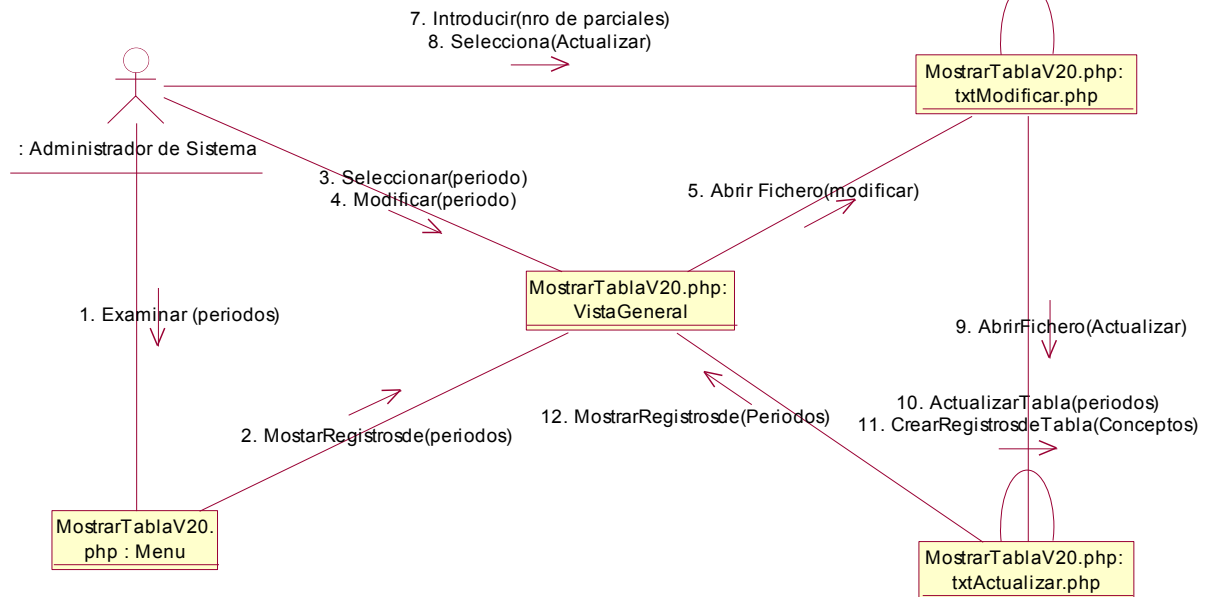 7. Introducir(nro de parciales)
8. Selecciona(Actualizar)
MostrarTablaV20.php:
txtModificar.php
: Administrador de Sistema
3. Seleccionar(periodo)
4. Modificar(periodo)
5. Abrir Fichero(modificar)
MostrarTablaV20.php:
VistaGeneral
1. Examinar (periodos)
9. AbrirFichero(Actualizar)
10. ActualizarTabla(periodos)
11. CrearRegistrosdeTabla(Conceptos)
12. MostrarRegistrosde(Periodos)
2. MostarRegistrosde(periodos)
MostrarTablaV20.
php : Menu
MostrarTablaV20.php:
txtActualizar.php